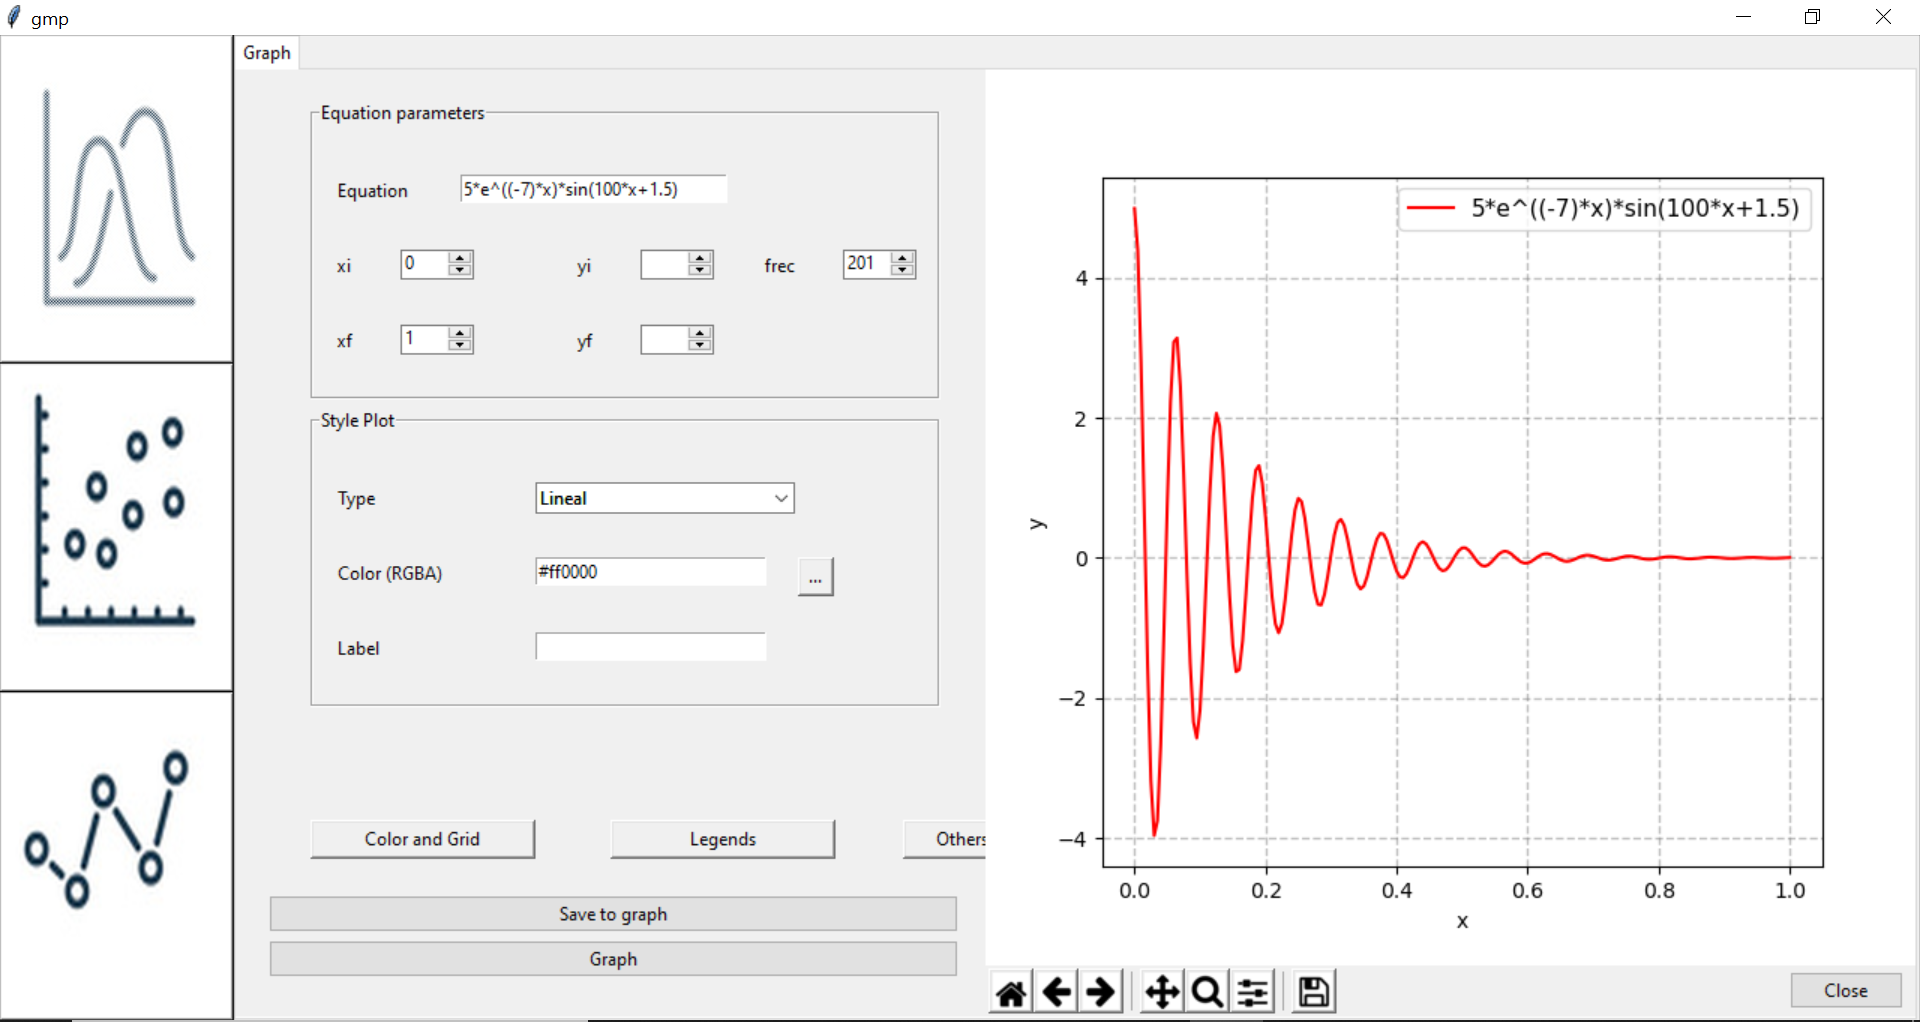 gmp
Graph
Equation parameters
Equation 5*e^((-7)*x)*sin(100*x+1.5)
xi 0 yi frec 201
xf 1 yf
Style Plot
Type Lineal
Color (RGBA) #ff0000 ...
Label
Color and Grid Legends Others
Save to graph
Graph
5*e^((-7)*x)*sin(100*x+1.5)
4
2
0
−2
−4
y
0.0 0.2 0.4 0.6 0.8 1.0
x
Close